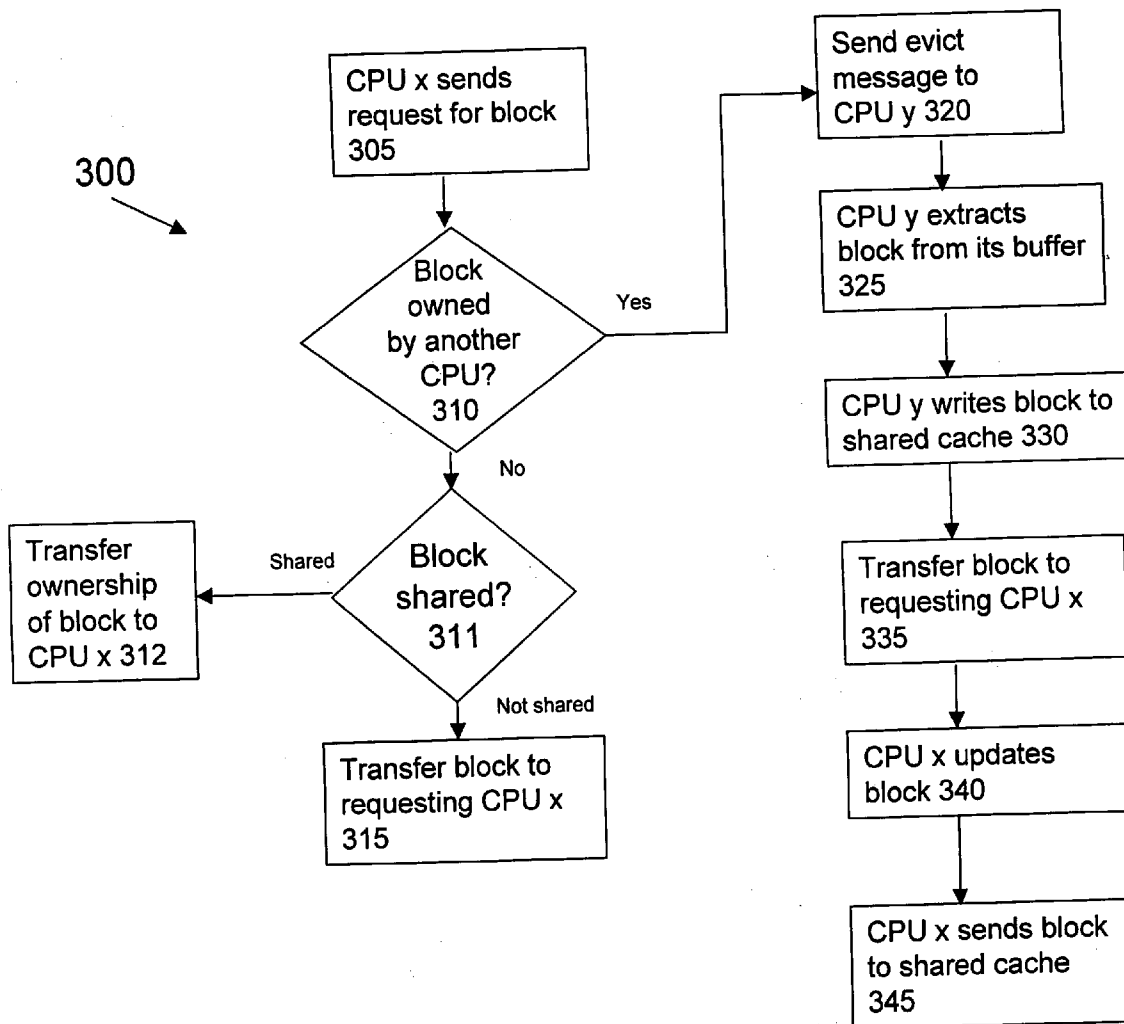 300
CPU x sends
request for block
305
Block
owned
by another
CPU?
310
Yes
No
Block
shared?
311
Shared
Transfer
ownership
of block to
CPU x 312
Not shared
Transfer block to
requesting CPU x
315
Send evict
message to
CPU y 320
CPU y extracts
block from its buffer
325
CPU y writes block to
shared cache 330
Transfer block to
requesting CPU x
335
CPU x updates
block 340
CPU x sends block
to shared cache
345